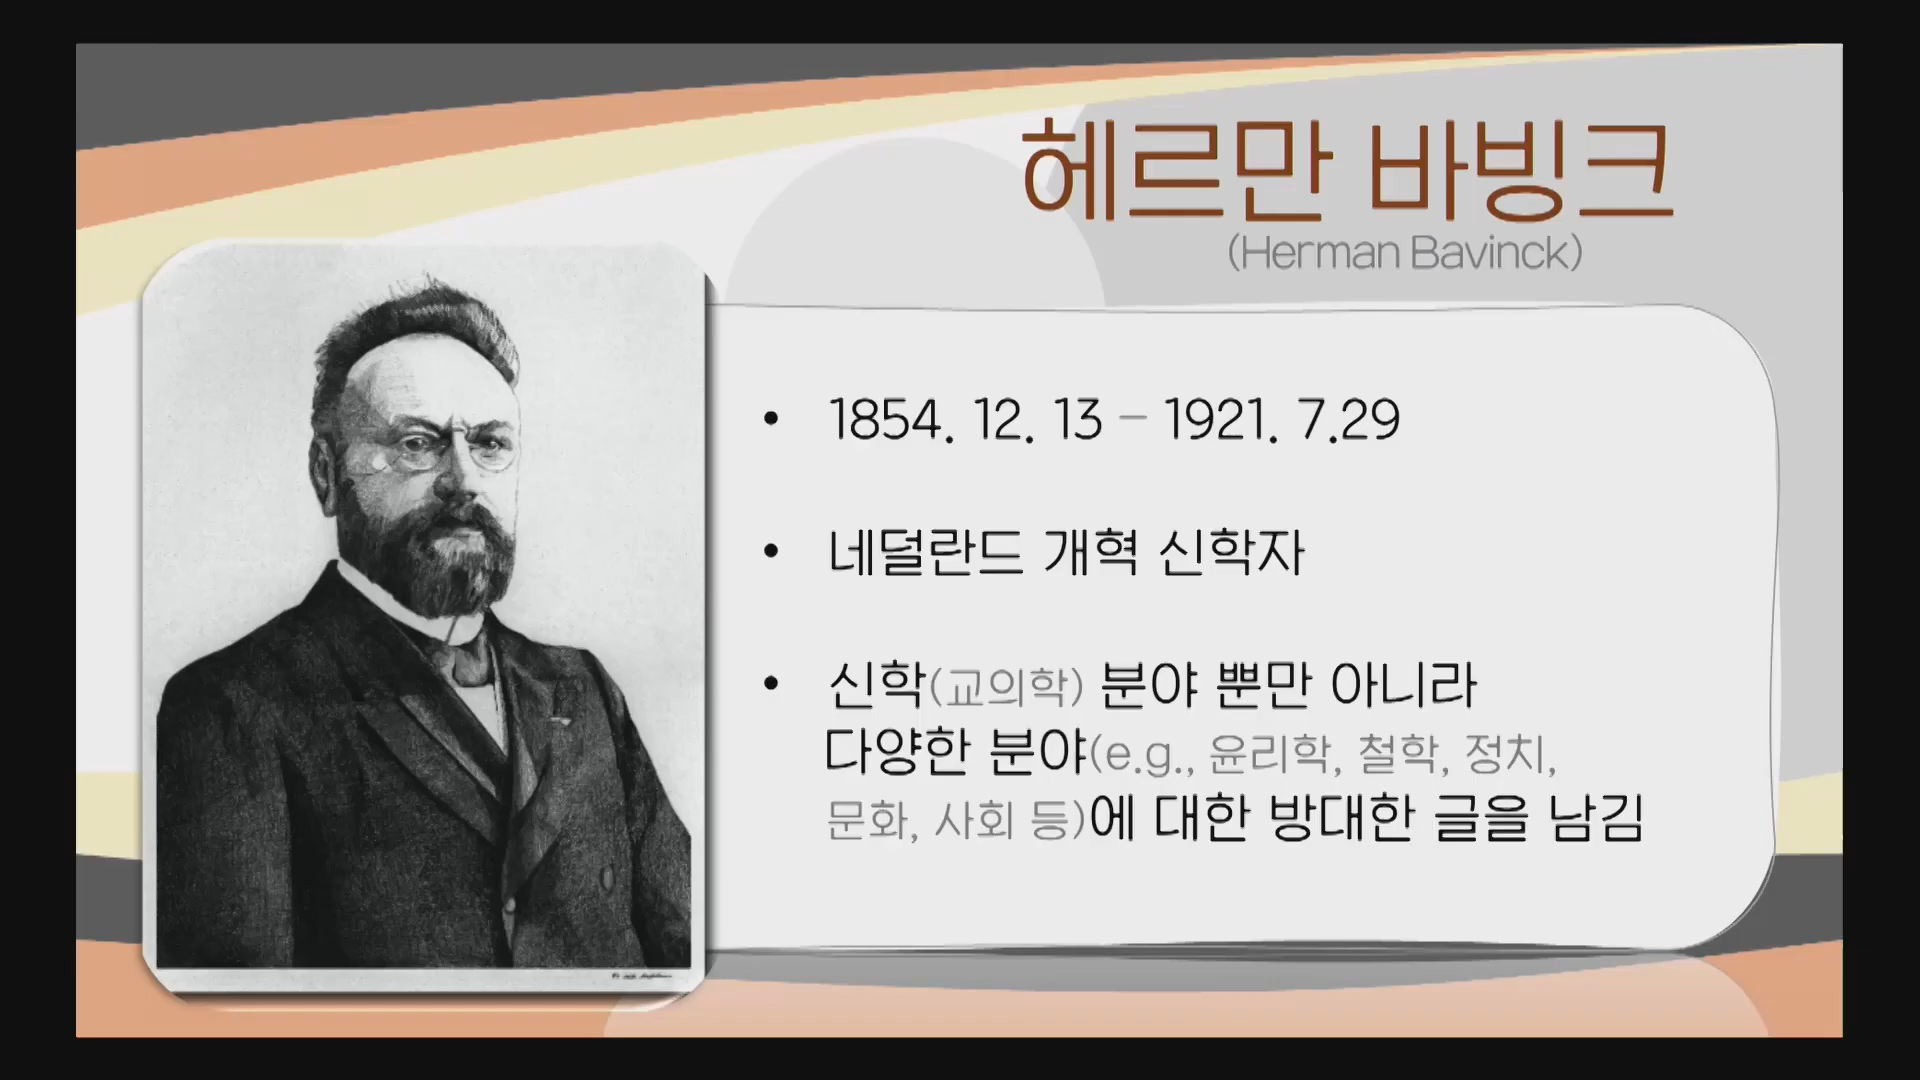 헤르만 바빙크
(Herman Bavinck)
• 1854. 12. 13 – 1921. 7.29
• 네덜란드 개혁 신학자
• 신학(교의학) 분야 뿐만 아니라
다양한 분야(e.g., 윤리학, 철학, 정치,
문화, 사회 등)에 대한 방대한 글을 남김